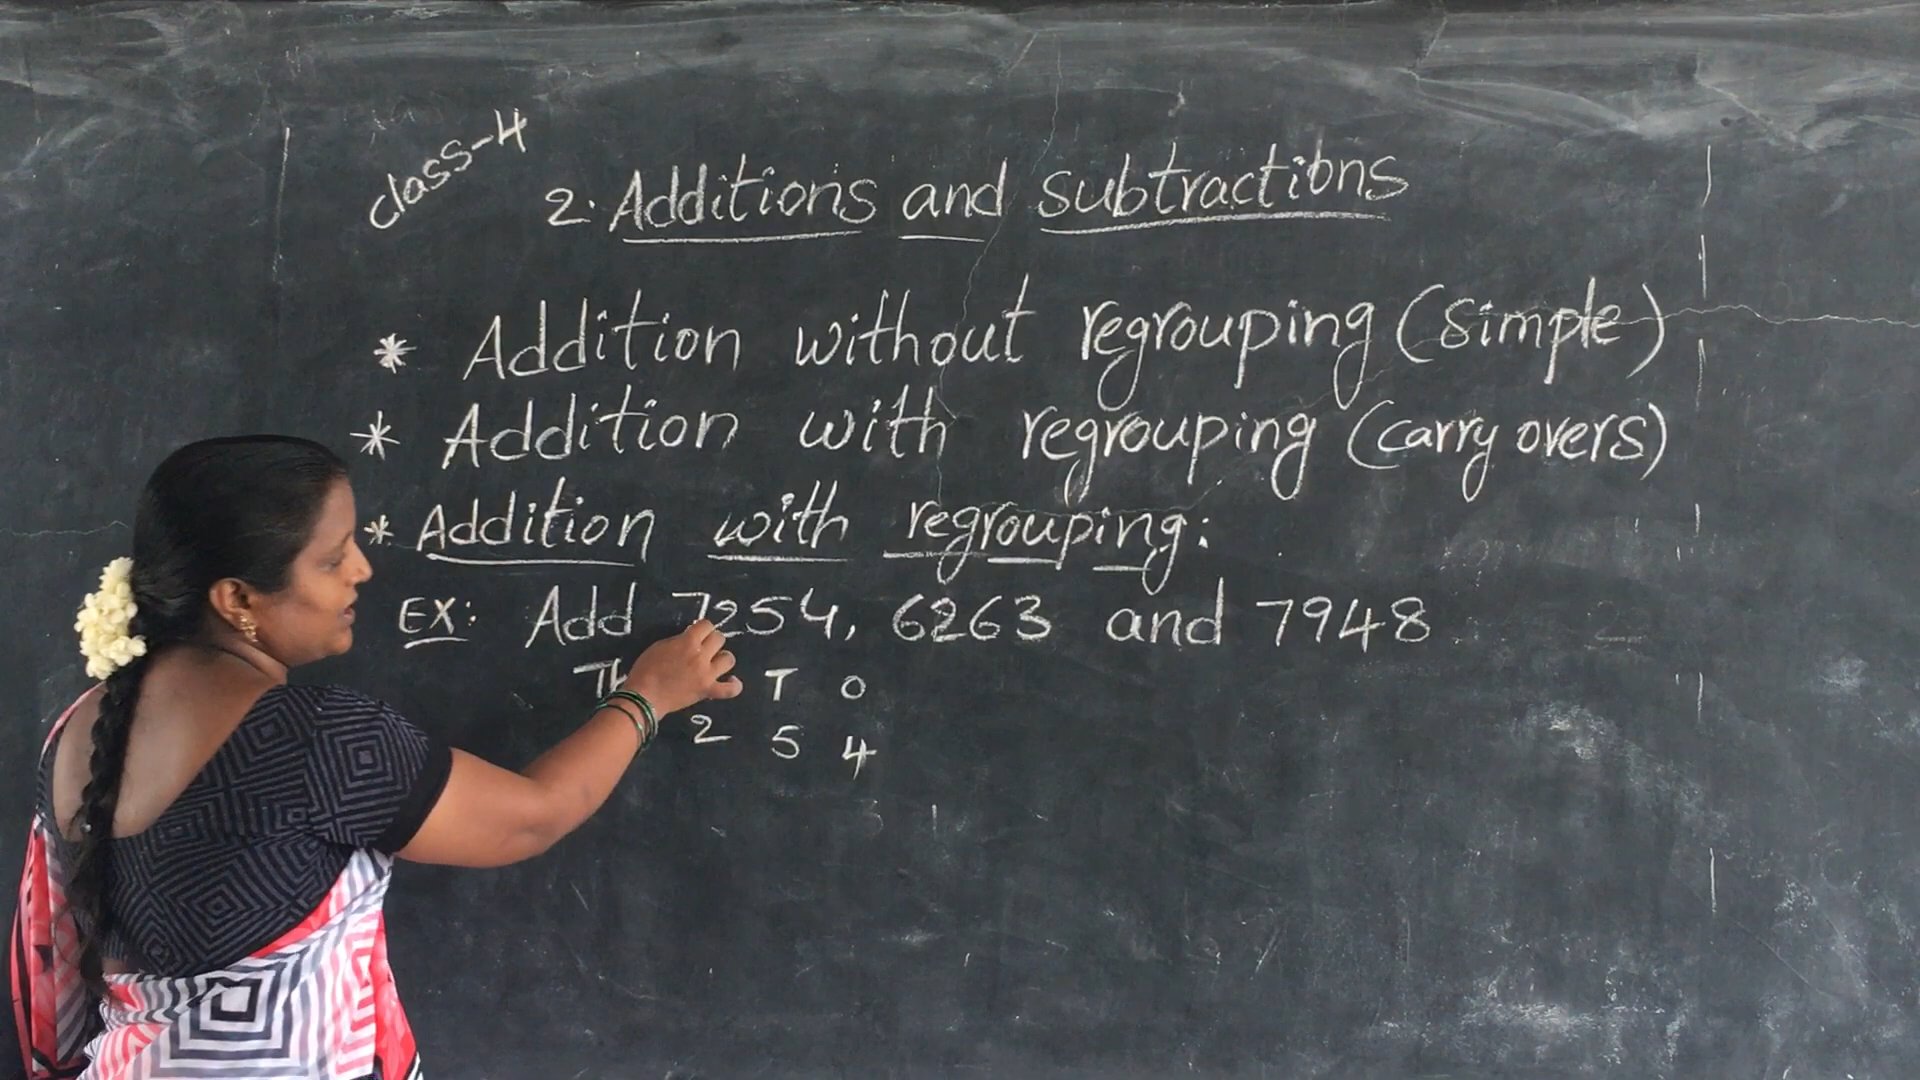 class-4
2. Additions and subtractions
* Addition without regrouping (simple)
* Addition with regrouping (carry overs)
* Addition with regrouping:
EX: Add 7254, 6263 and 7948
Th T O
2 5 4